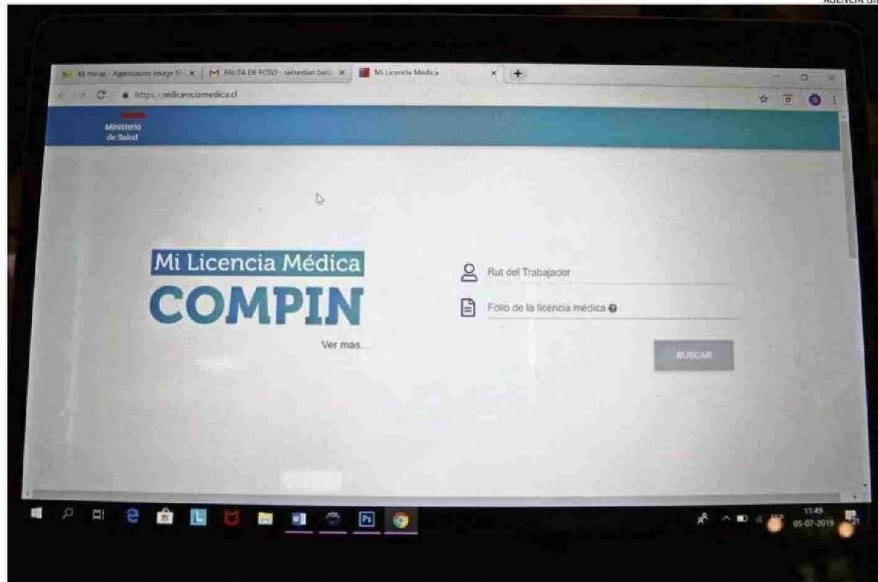 Mi Licencia Médica
https://milicenciamedica.cl
Ministerio
de Salud
Mi Licencia Médica
COMPIN
Ver más...
Rut del Trabajador
Folio de la licencia médica
BUSCAR
11:49
05-07-2019